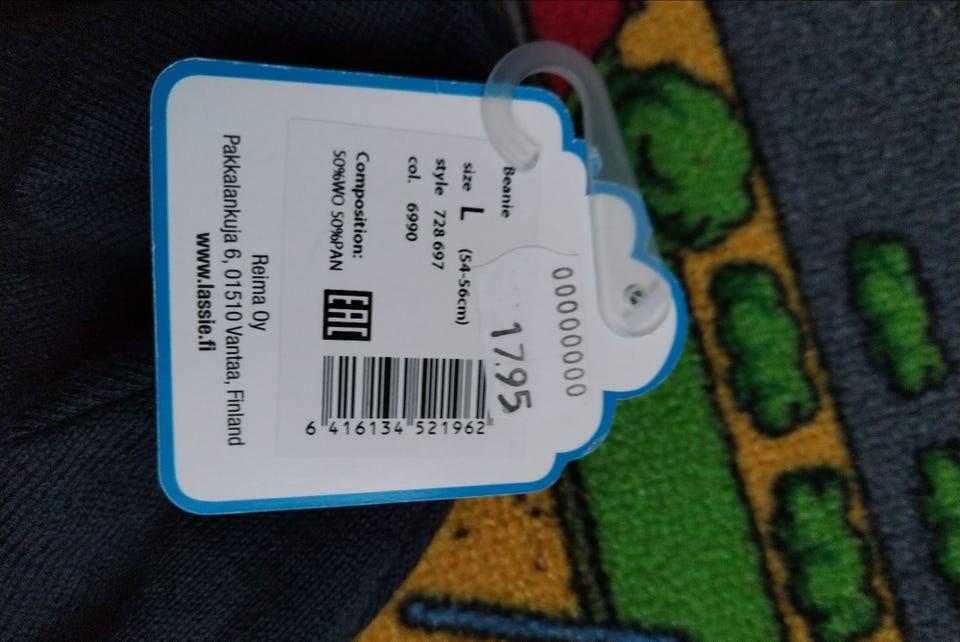 00000000
17.95
Beanie
size L (54-56cm)
style 728 697
col. 6990
Composition:
50%WO 50%PAN
EAC
6 416134 521962
Reima Oy
Pakkalankuja 6, 01510 Vantaa, Finland
www.lassie.fi